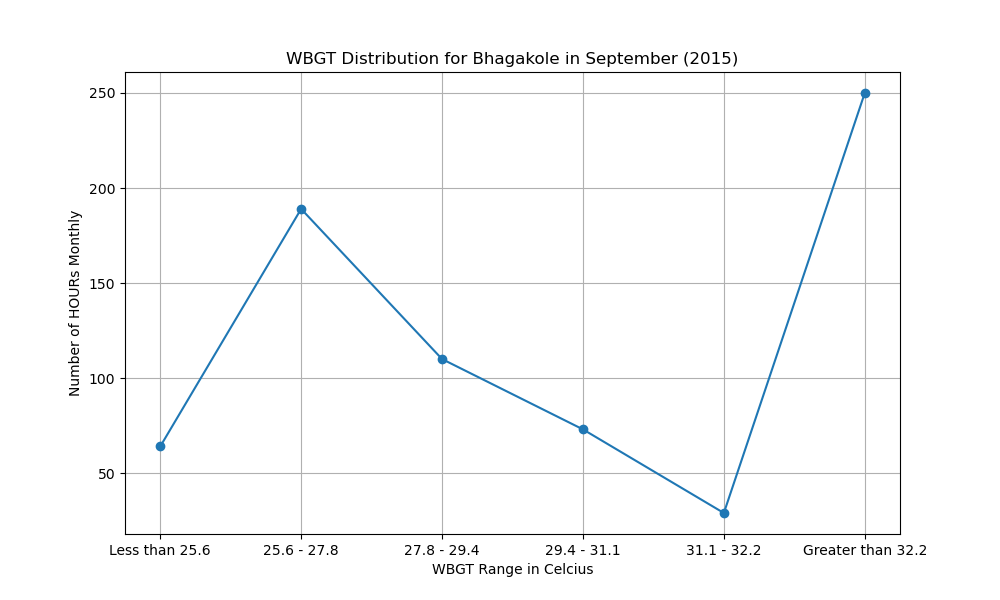 WBGT Distribution for Bhagakole in September (2015)
Number of HOURs Monthly
250
200
150
100
50
Less than 25.6
25.6 - 27.8
27.8 - 29.4
29.4 - 31.1
31.1 - 32.2
Greater than 32.2
WBGT Range in Celcius